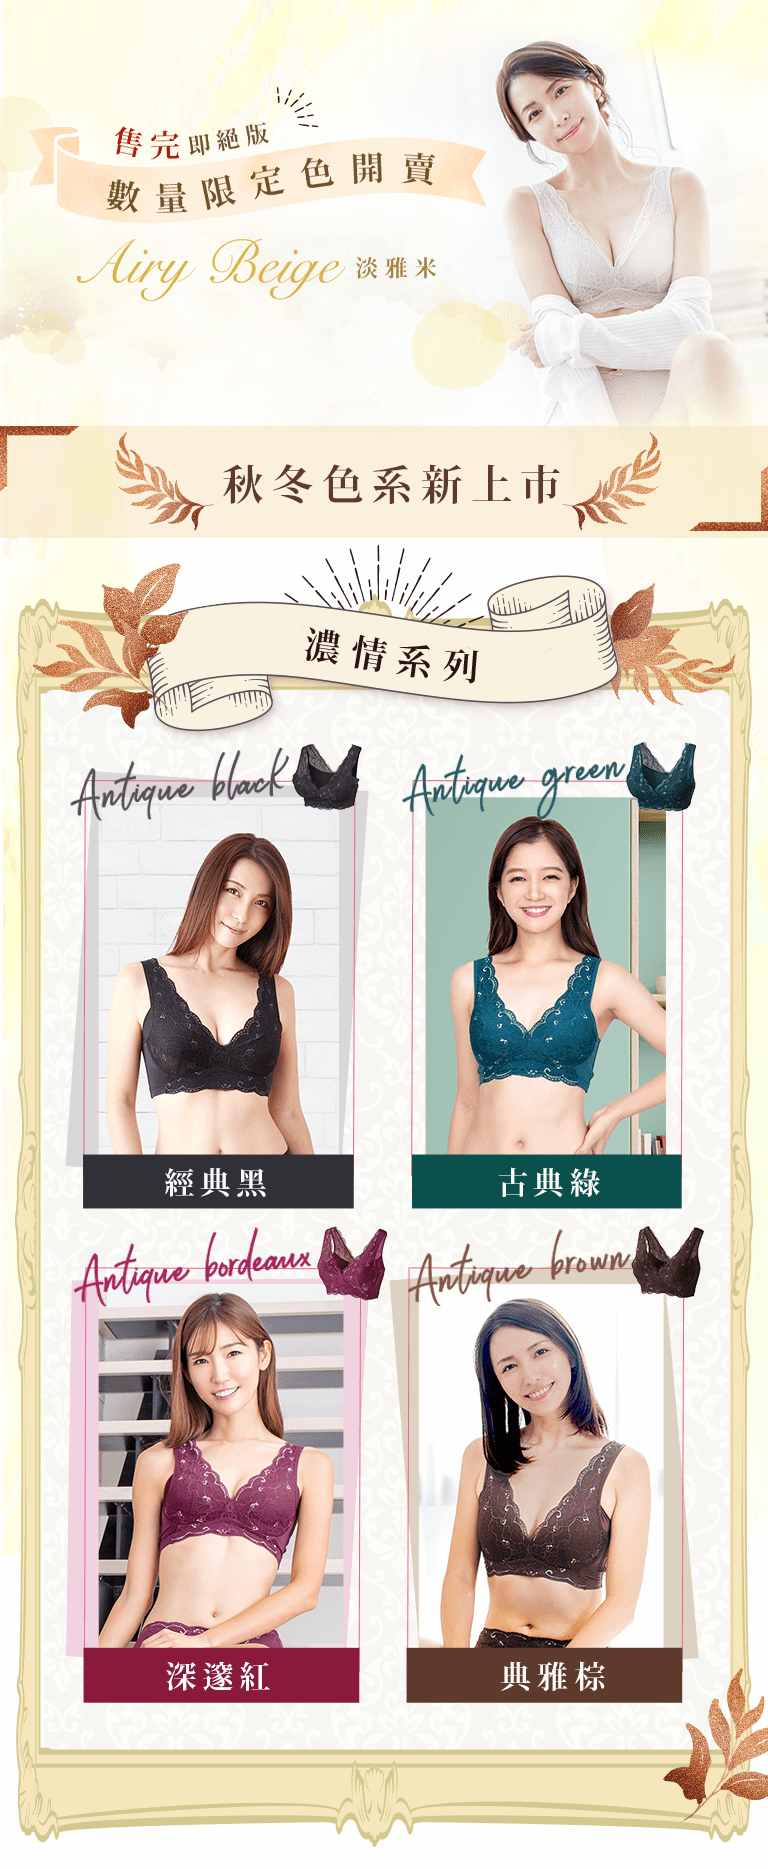 售完即絕版
數量限定色開賣
Airy Beige 淡雅米
秋冬色系新上市
濃情系列
Antique black
Antique green
經典黑
古典綠
Antique bordeaux
Antique brown
深邃紅
典雅棕